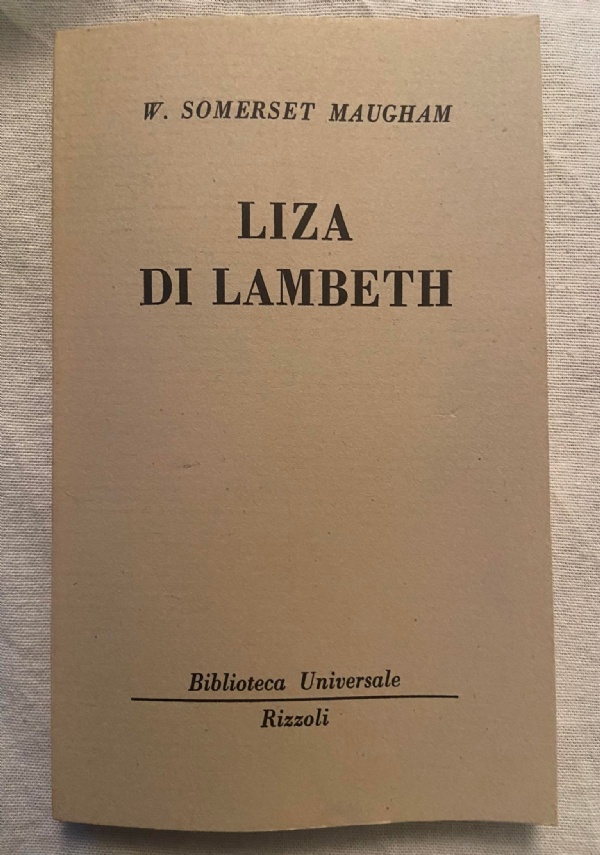 W. SOMERSET MAUGHAM
LIZA
DI LAMBETH
Biblioteca Universale
Rizzoli